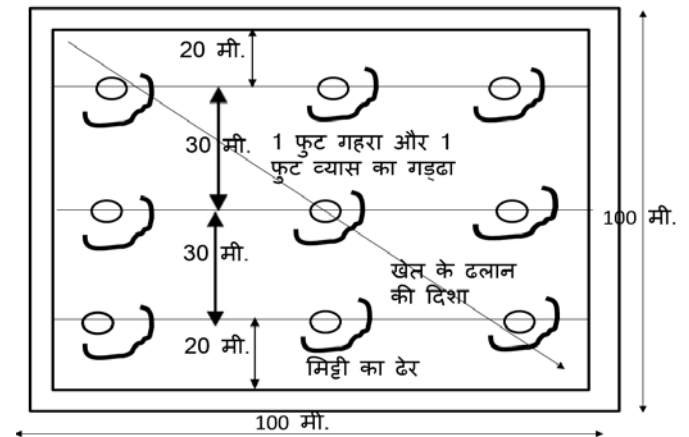 20 मी.
30 मी.
1 फुट गहरा और 1
फुट व्यास का गड्ढा
100 मी.
30 मी.
खेत के ढलान
की दिशा
20 मी.
मिट्टी का ढेर
100 मी.